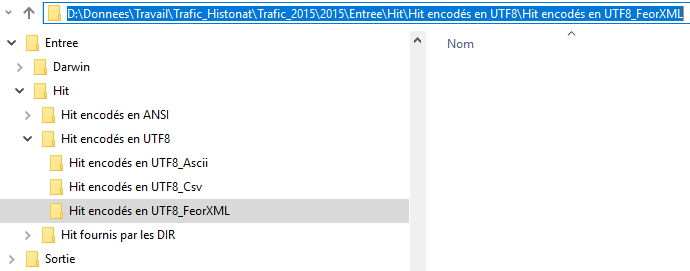 D:\Donnees\Travail\Trafic_Histonat\Trafic_2015\2015\Entree\Hit\Hit encodés en UTF8\Hit encodés en UTF8_FeorXML
Entree
Nom
Darwin
Hit
Hit encodés en ANSI
Hit encodés en UTF8
Hit encodés en UTF8_Ascii
Hit encodés en UTF8_Csv
Hit encodés en UTF8_FeorXML
Hit fournis par les DIR
Sortie